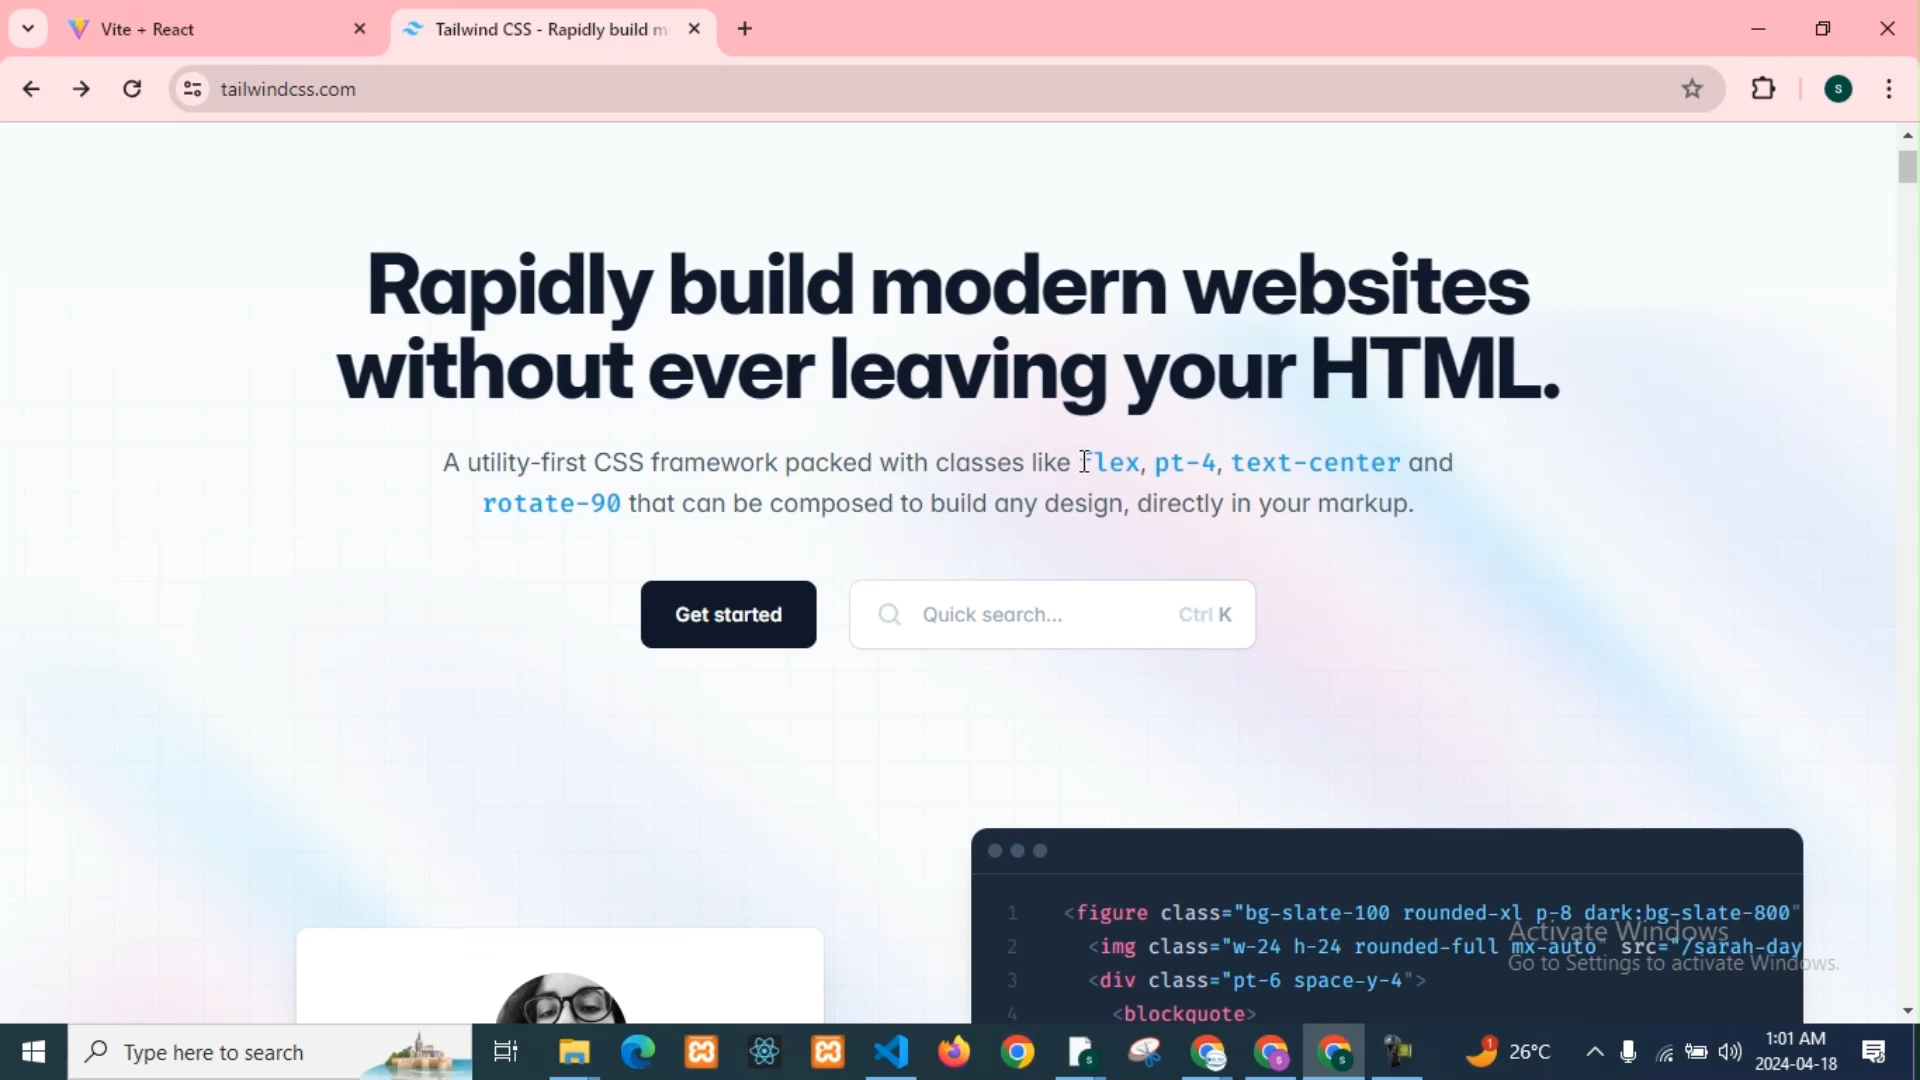 Vite + React
Tailwind CSS - Rapidly build m
tailwindcss.com
S
Rapidly build modern websites
without ever leaving your HTML.
A utility-first CSS framework packed with classes like flex, pt-4, text-center and
rotate-90 that can be composed to build any design, directly in your markup.
Get started
Quick search...
Ctrl K
1 <figure class="bg-slate-100 rounded-xl p-8 dark:bg-slate-800"
2 <img class="w-24 h-24 rounded-full mx-auto" src="/sarah-day
3 <div class="pt-6 space-y-4">
4 <blockquote>
Activate Windows
Go to Settings to activate Windows.
Type here to search
1
26°C
1:01 AM
2024-04-18